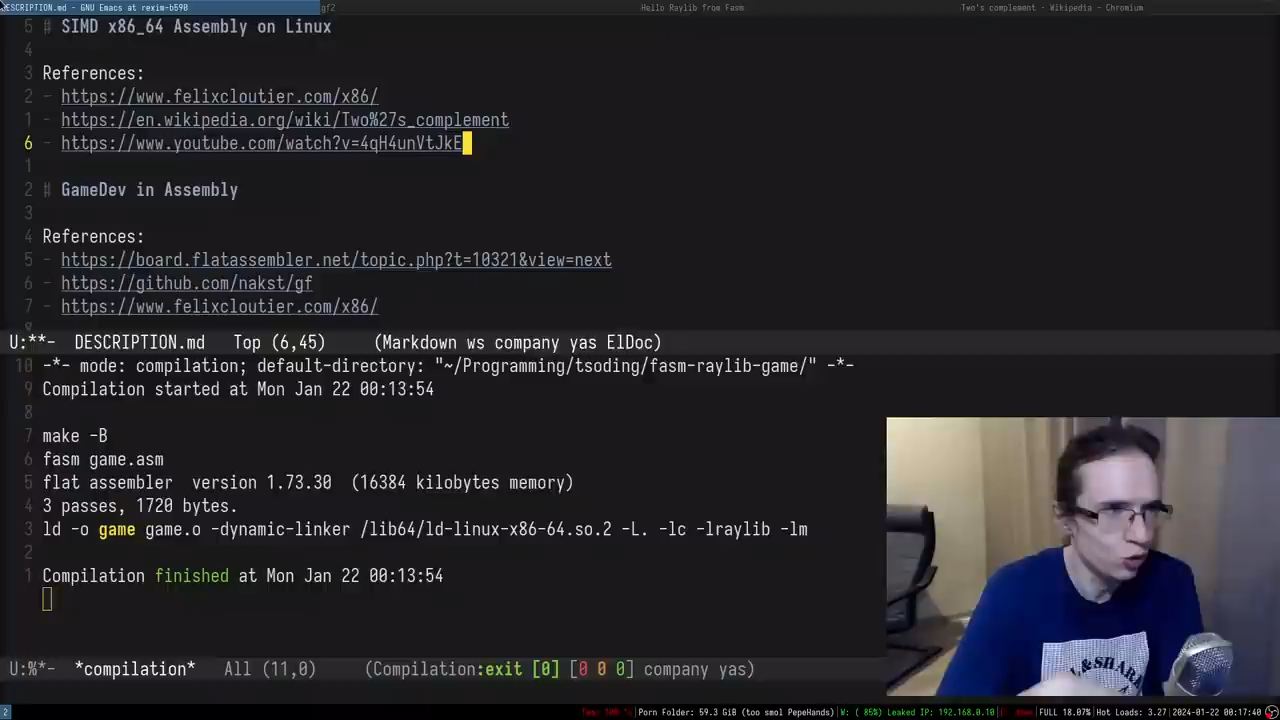 DESCRIPTION.md - GNU Emacs at rexim-b590
gf2
Hello Raylib from Fasm
Two's complement - Wikipedia - Chromium
5 # SIMD x86_64 Assembly on Linux
4
3 References:
2 - https://www.felixcloutier.com/x86/
1 - https://en.wikipedia.org/wiki/Two%27s_complement
6 - https://www.youtube.com/watch?v=4qH4unVtJkE
1
2 # GameDev in Assembly
3
4 References:
5 - https://board.flatassembler.net/topic.php?t=10321&view=next
6 - https://github.com/nakst/gf
7 - https://www.felixcloutier.com/x86/
8
U:**- DESCRIPTION.md Top (6,45) (Markdown ws company yas ElDoc)
10 -*- mode: compilation; default-directory: "~/Programming/tsoding/fasm-raylib-game/" -*-
9 Compilation started at Mon Jan 22 00:13:54
8
7 make -B
6 fasm game.asm
5 flat assembler version 1.73.30 (16384 kilobytes memory)
4 3 passes, 1720 bytes.
3 ld -o game game.o -dynamic-linker /lib64/ld-linux-x86-64.so.2 -L. -lc -lraylib -lm
2
1 Compilation finished at Mon Jan 22 00:13:54
U:%*- *compilation* All (11,0) (Compilation:exit [0] [0 0 0] company yas)
2
Porn Folder: 59.3 GiB (too smol PepeHands)
W: ( 85%) Leaked IP: 192.168.0.10
FULL 18.07%
Hot Loads: 3.27
2024-01-22 00:17:40